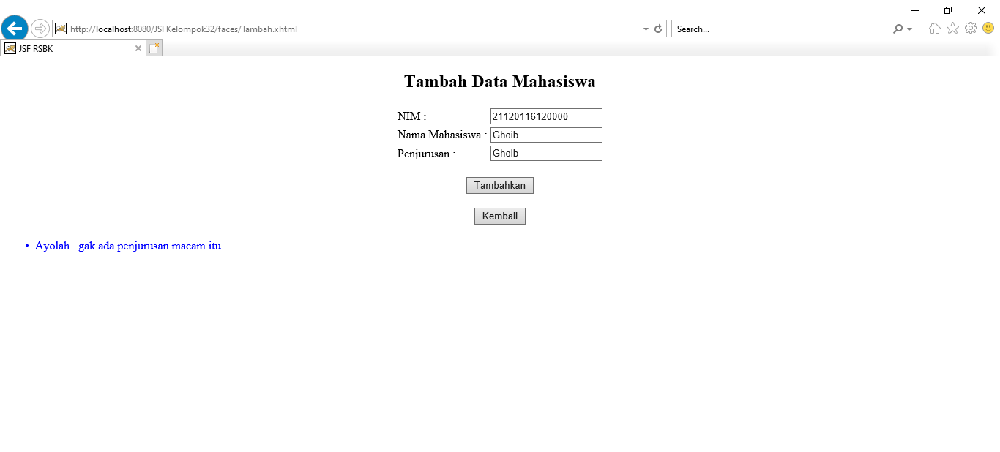 http://localhost:8080/JSFKelompok32/faces/Tambah.xhtml
Search...
JSF RSBK
Tambah Data Mahasiswa
NIM : 21120116120000
Nama Mahasiswa : Ghoib
Penjurusan : Ghoib
Tambahkan
Kembali
• Ayolah.. gak ada penjurusan macam itu